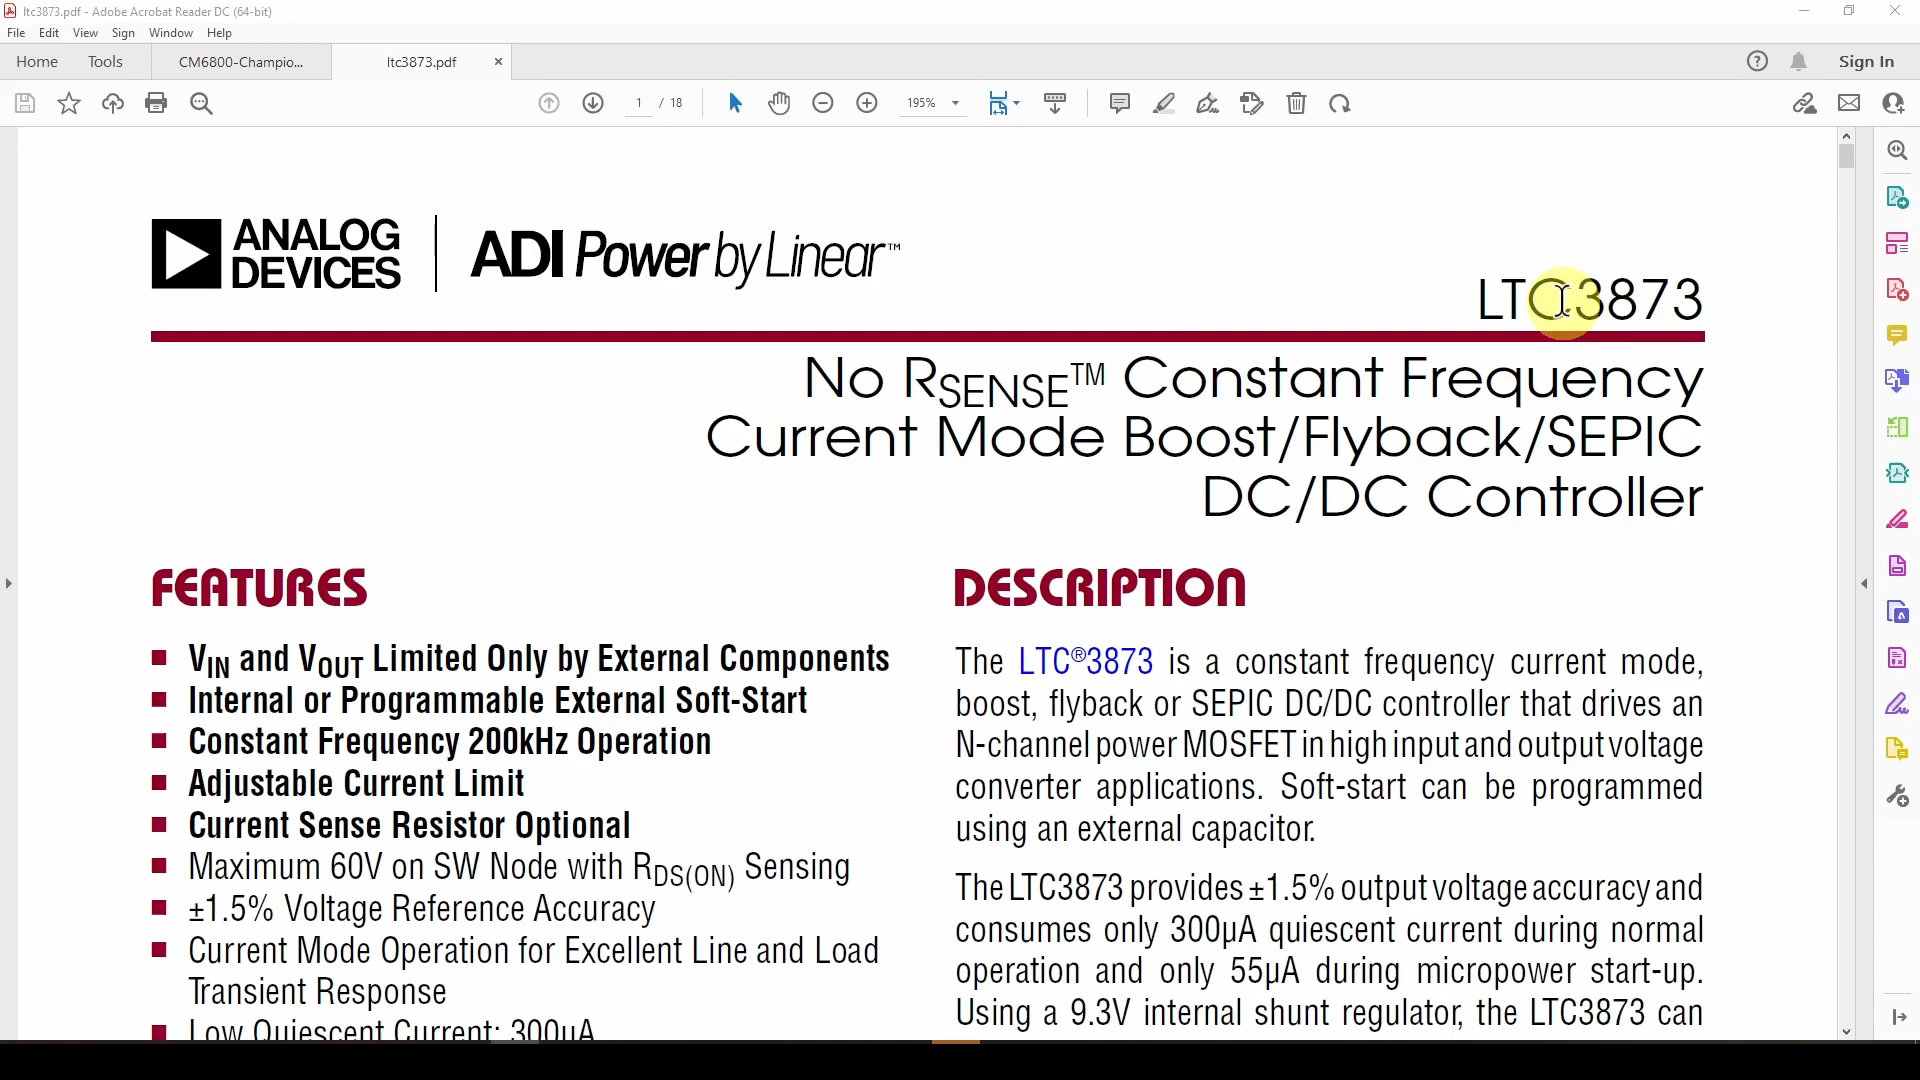 ltc3873.pdf - Adobe Acrobat Reader DC (64-bit)
File Edit View Sign Window Help
Home Tools CM6800-Champio... ltc3873.pdf × Sign In
1 / 18 195%
ANALOG
DEVICES
ADI Power by Linear™
LTC3873
No RSENSE™ Constant Frequency
Current Mode Boost/Flyback/SEPIC
DC/DC Controller
FEATURES
VIN and VOUT Limited Only by External Components
Internal or Programmable External Soft-Start
Constant Frequency 200kHz Operation
Adjustable Current Limit
Current Sense Resistor Optional
Maximum 60V on SW Node with RDS(ON) Sensing
±1.5% Voltage Reference Accuracy
Current Mode Operation for Excellent Line and Load
Transient Response
Low Quiescent Current: 300µA
DESCRIPTION
The LTC®3873 is a constant frequency current mode,
boost, flyback or SEPIC DC/DC controller that drives an
N-channel power MOSFET in high input and output voltage
converter applications. Soft-start can be programmed
using an external capacitor.
The LTC3873 provides ±1.5% output voltage accuracy and
consumes only 300µA quiescent current during normal
operation and only 55µA during micropower start-up.
Using a 9.3V internal shunt regulator, the LTC3873 can